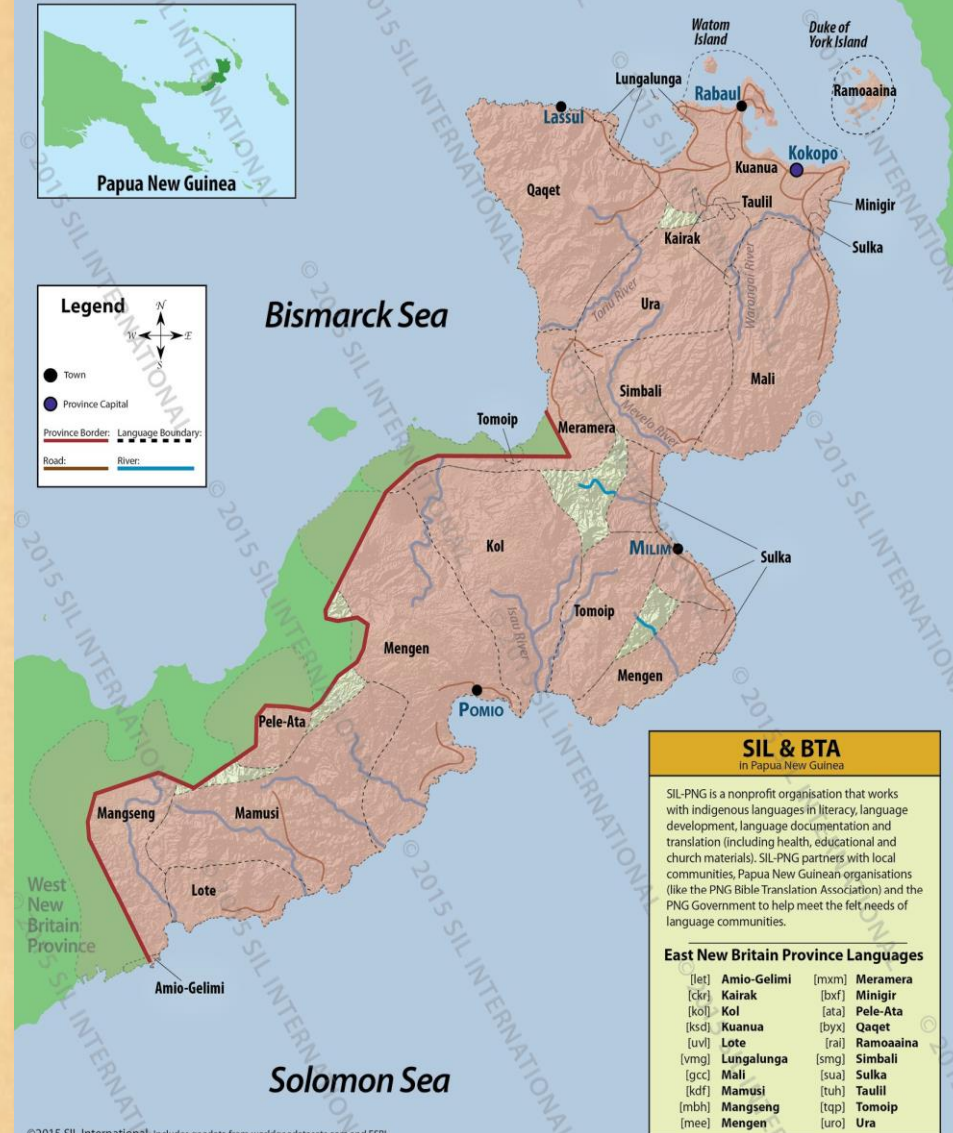 Papua New Guinea
Watom
Island
Duke of
York Island
Lungalunga
Rabaul
Ramoaaina
Lassul
Kokopo
Kuanua
Qaqet
Taulil
Minigir
Kairak
Sulka
Legend
N
W
E
S
Town
Province Capital
Province Border:
Language Boundary:
Road:
River:
Bismarck Sea
Toriu River
Ura
Warangoi River
Mali
Simbali
Mevelo River
Tomoip
Meramera
Kol
MILIM
Sulka
Isau River
Tomoip
Mengen
Mengen
POMIO
Pele-Ata
Mangseng
Mamusi
Lote
West
New
Britain
Province
Amio-Gelimi
Solomon Sea
SIL & BTA
in Papua New Guinea
SIL-PNG is a nonprofit organisation that works
with indigenous languages in literacy, language
development, language documentation and
translation (including health, educational and
church materials). SIL-PNG partners with local
communities, Papua New Guinean organisations
(like the PNG Bible Translation Association) and the
PNG Government to help meet the felt needs of
language communities.
East New Britain Province Languages
[let] Amio-Gelimi [mxm] Meramera
[ckr] Kairak [bxf] Minigir
[kol] Kol [ata] Pele-Ata
[ksd] Kuanua [byx] Qaqet
[uvl] Lote [rai] Ramoaaina
[vmg] Lungalunga [smg] Simbali
[gcc] Mali [sua] Sulka
[kdf] Mamusi [tuh] Taulil
[mbh] Mangseng [tqp] Tomoip
[mee] Mengen [uro] Ura
©2015 SIL International
© 2015 SIL INTERNATIONAL